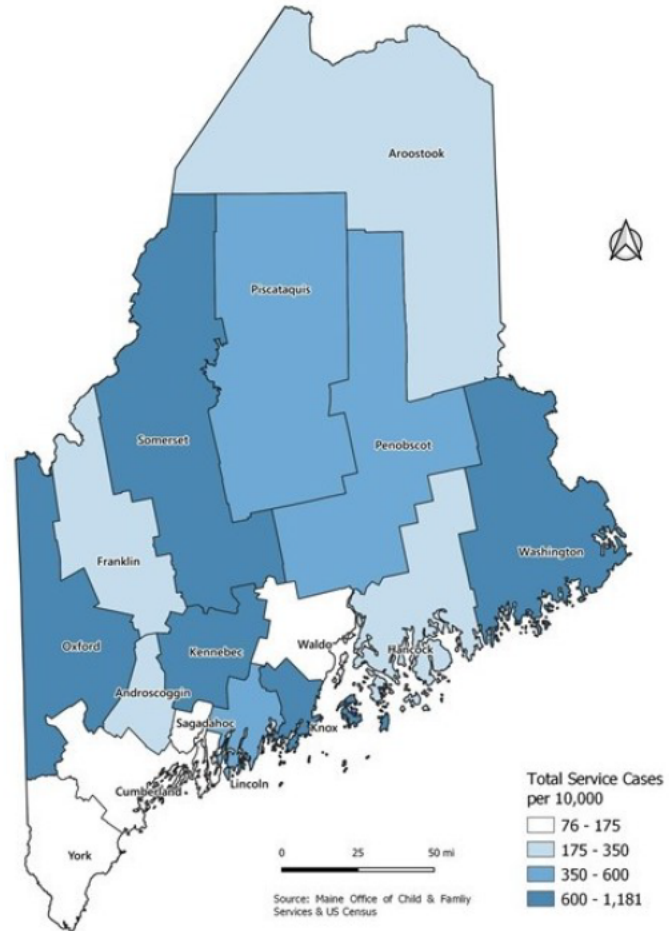 Aroostook
Piscataquis
Somerset
Penobscot
Franklin
Washington
Oxford
Kennebec
Waldo
Hancock
Androscoggin
Sagadahoc
Knox
Lincoln
Cumberland
York
0 25 50 mi
Source: Maine Office of Child & Famliy
Services & US Census
Total Service Cases
per 10,000
76 - 175
175 - 350
350 - 600
600 - 1,181